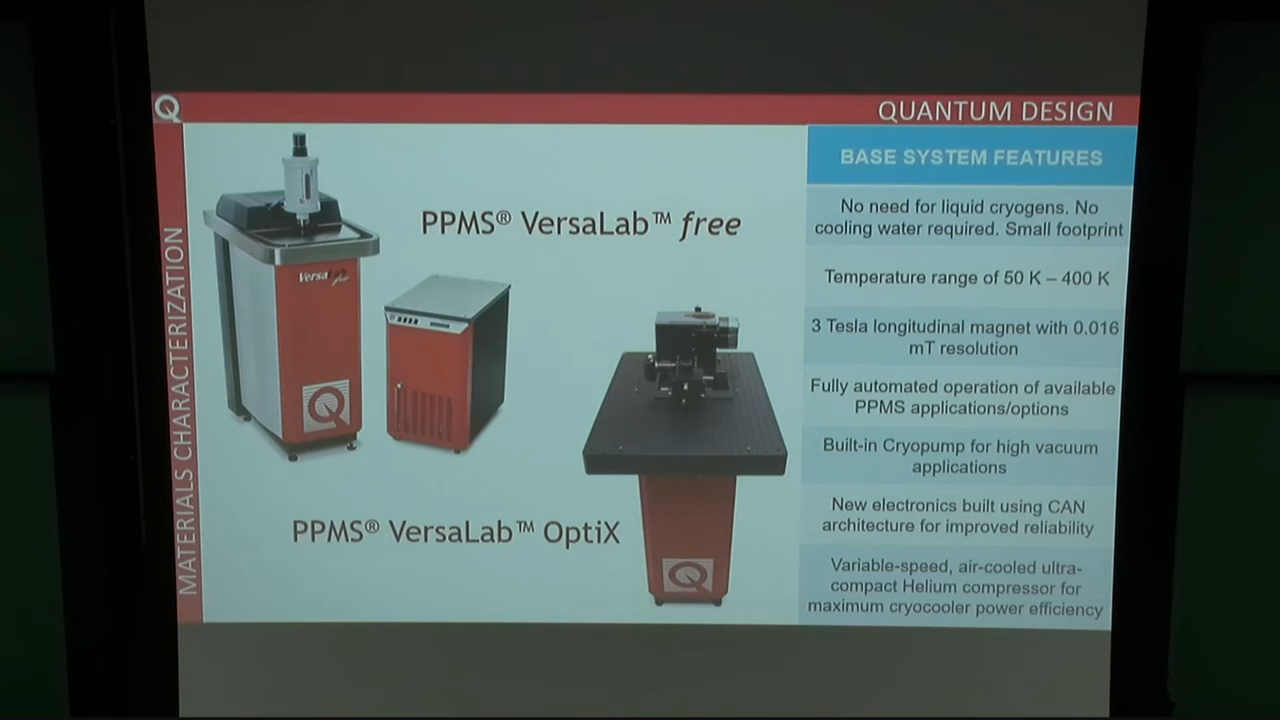 QUANTUM DESIGN
MATERIALS CHARACTERIZATION
PPMS® VersaLab™ free
VersaLab free
PPMS® VersaLab™ OptiX
BASE SYSTEM FEATURES
No need for liquid cryogens. No
cooling water required. Small footprint
Temperature range of 50 K – 400 K
3 Tesla longitudinal magnet with 0.016
mT resolution
Fully automated operation of available
PPMS applications/options
Built-in Cryopump for high vacuum
applications
New electronics built using CAN
architecture for improved reliability
Variable-speed, air-cooled ultra-
compact Helium compressor for
maximum cryocooler power efficiency